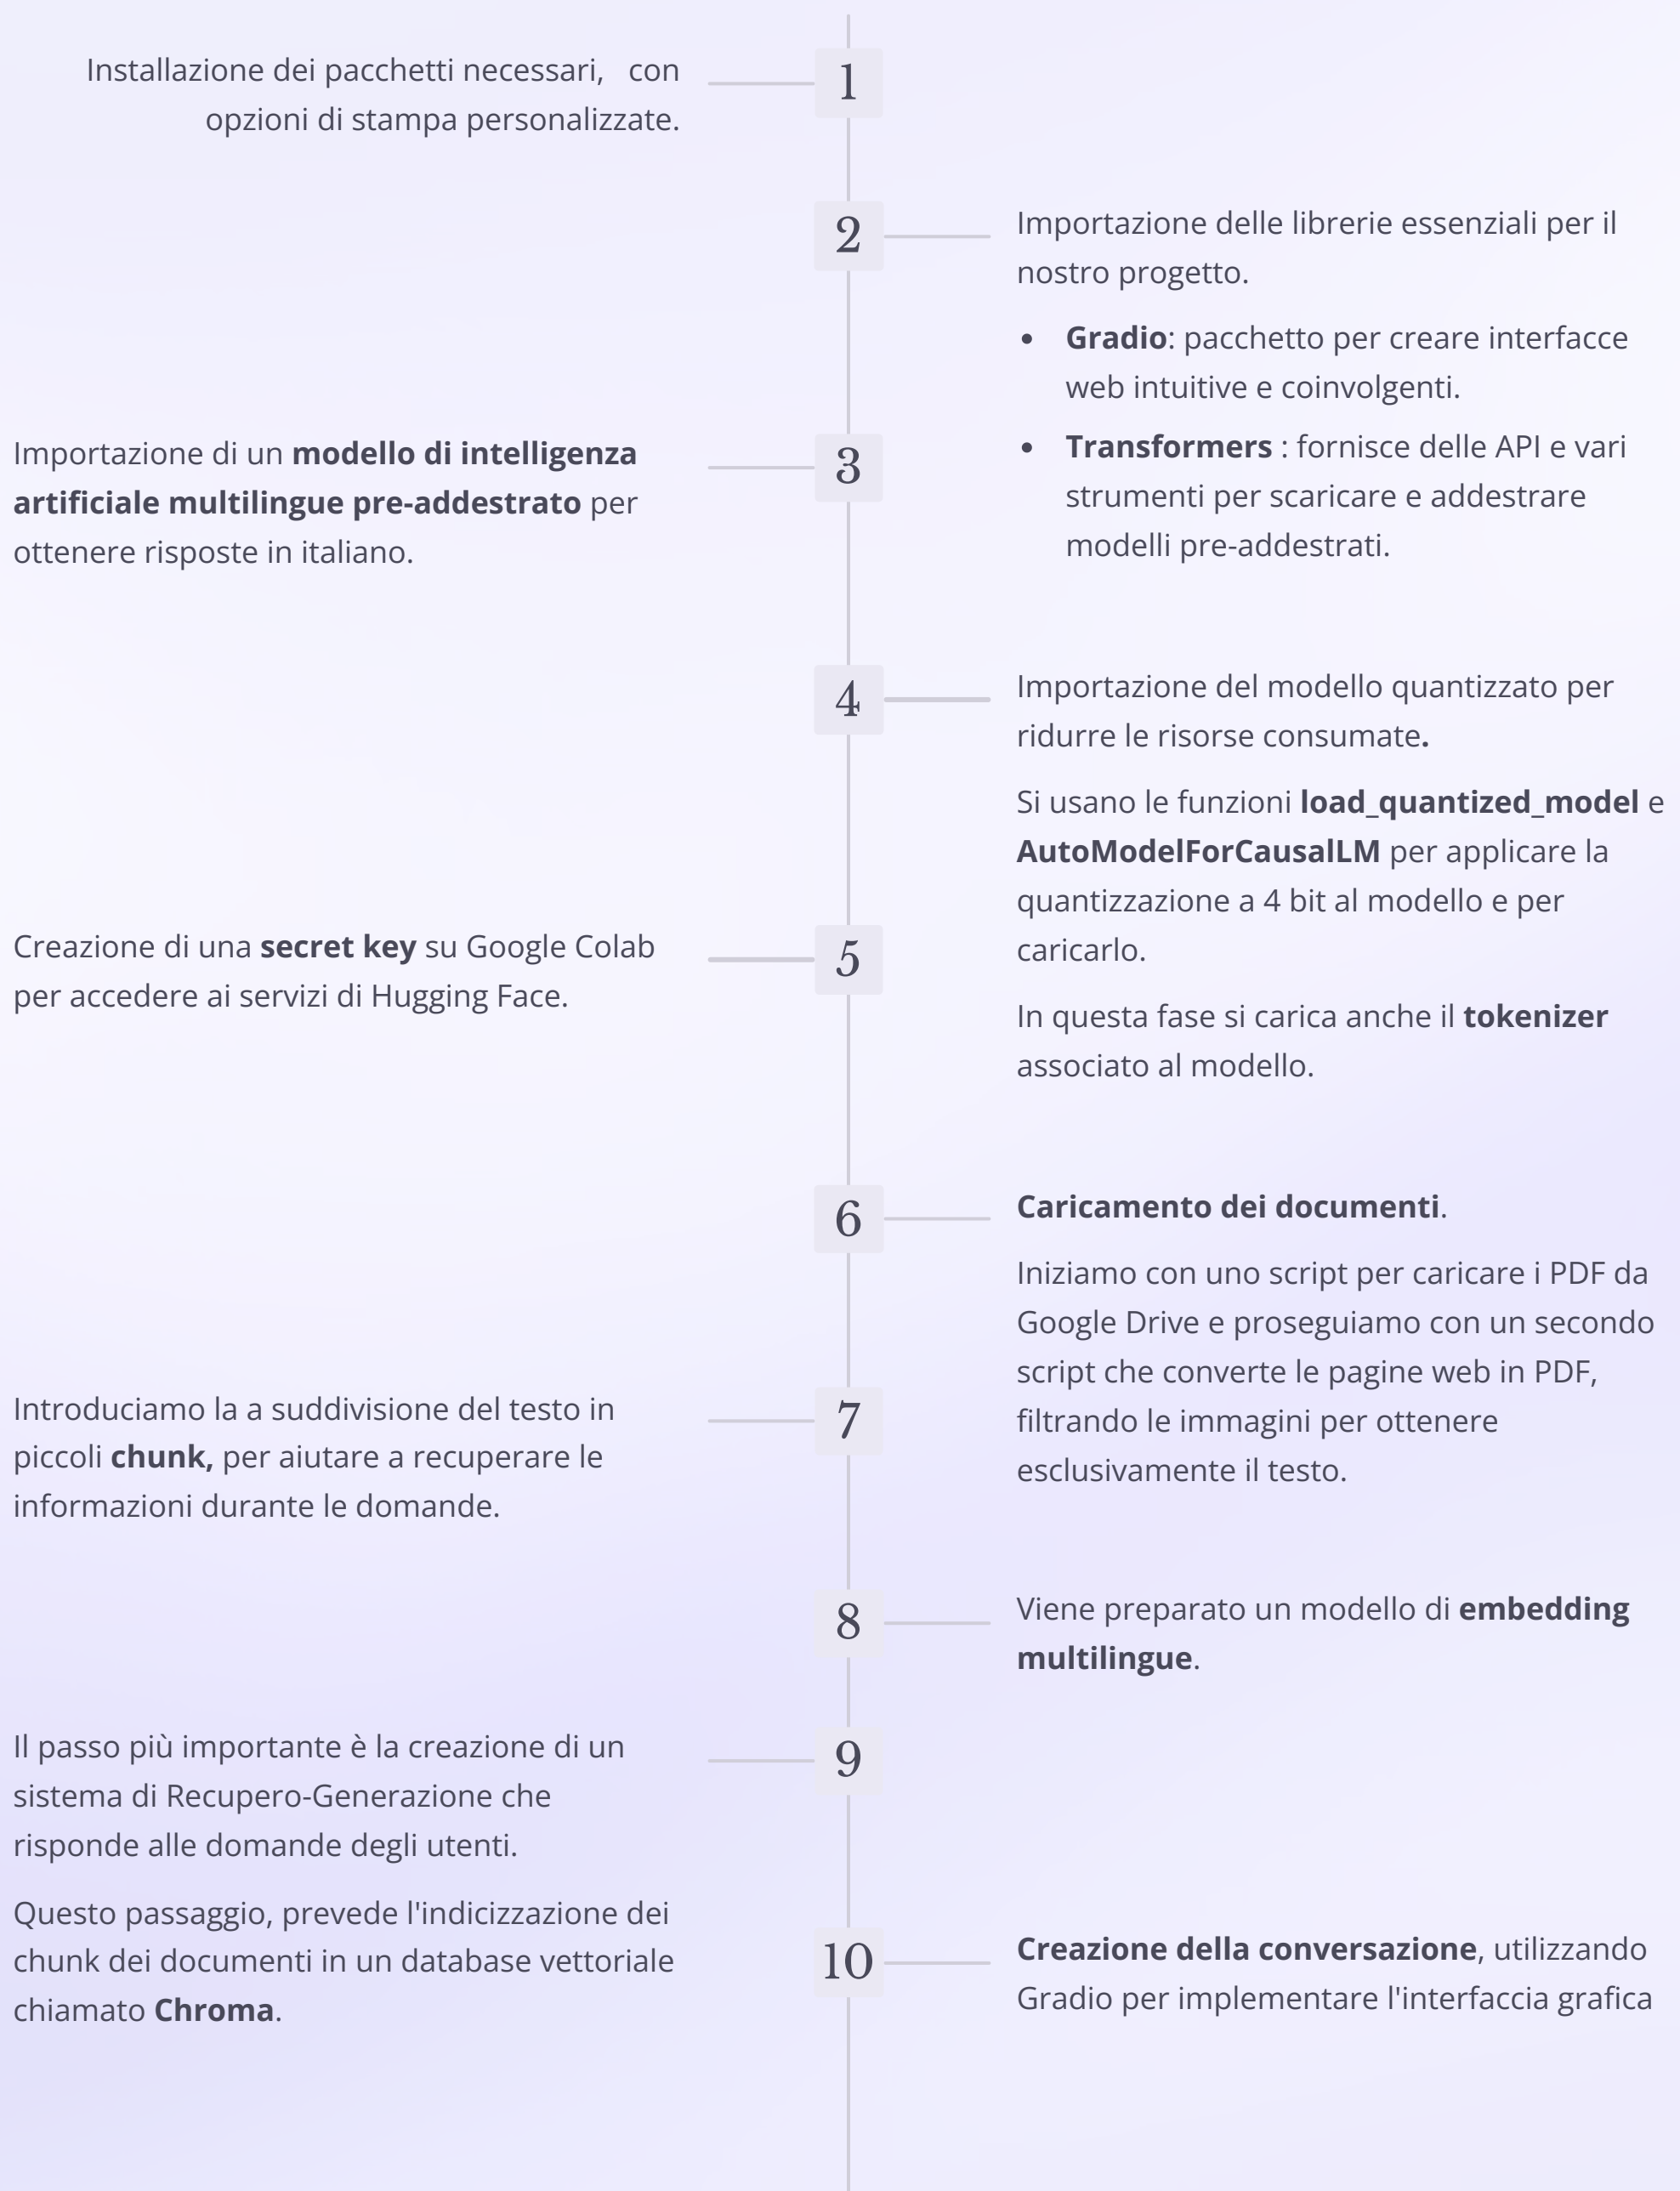 Installazione dei pacchetti necessari, con
opzioni di stampa personalizzate.
1
2
Importazione delle librerie essenziali per il
nostro progetto.
• Gradio: pacchetto per creare interfacce
web intuitive e coinvolgenti.
• Transformers : fornisce delle API e vari
strumenti per scaricare e addestrare
modelli pre-addestrati.
Importazione di un modello di intelligenza
artificiale multilingue pre-addestrato per
ottenere risposte in italiano.
3
4
Importazione del modello quantizzato per
ridurre le risorse consumate.
Si usano le funzioni load_quantized_model e
AutoModelForCausalLM per applicare la
quantizzazione a 4 bit al modello e per
caricarlo.
In questa fase si carica anche il tokenizer
associato al modello.
Creazione di una secret key su Google Colab
per accedere ai servizi di Hugging Face.
5
6
Caricamento dei documenti.
Iniziamo con uno script per caricare i PDF da
Google Drive e proseguiamo con un secondo
script che converte le pagine web in PDF,
filtrando le immagini per ottenere
esclusivamente il testo.
Introduciamo la a suddivisione del testo in
piccoli chunk, per aiutare a recuperare le
informazioni durante le domande.
7
8
Viene preparato un modello di embedding
multilingue.
Il passo più importante è la creazione di un
sistema di Recupero-Generazione che
risponde alle domande degli utenti.
Questo passaggio, prevede l'indicizzazione dei
chunk dei documenti in un database vettoriale
chiamato Chroma.
9
10
Creazione della conversazione, utilizzando
Gradio per implementare l'interfaccia grafica